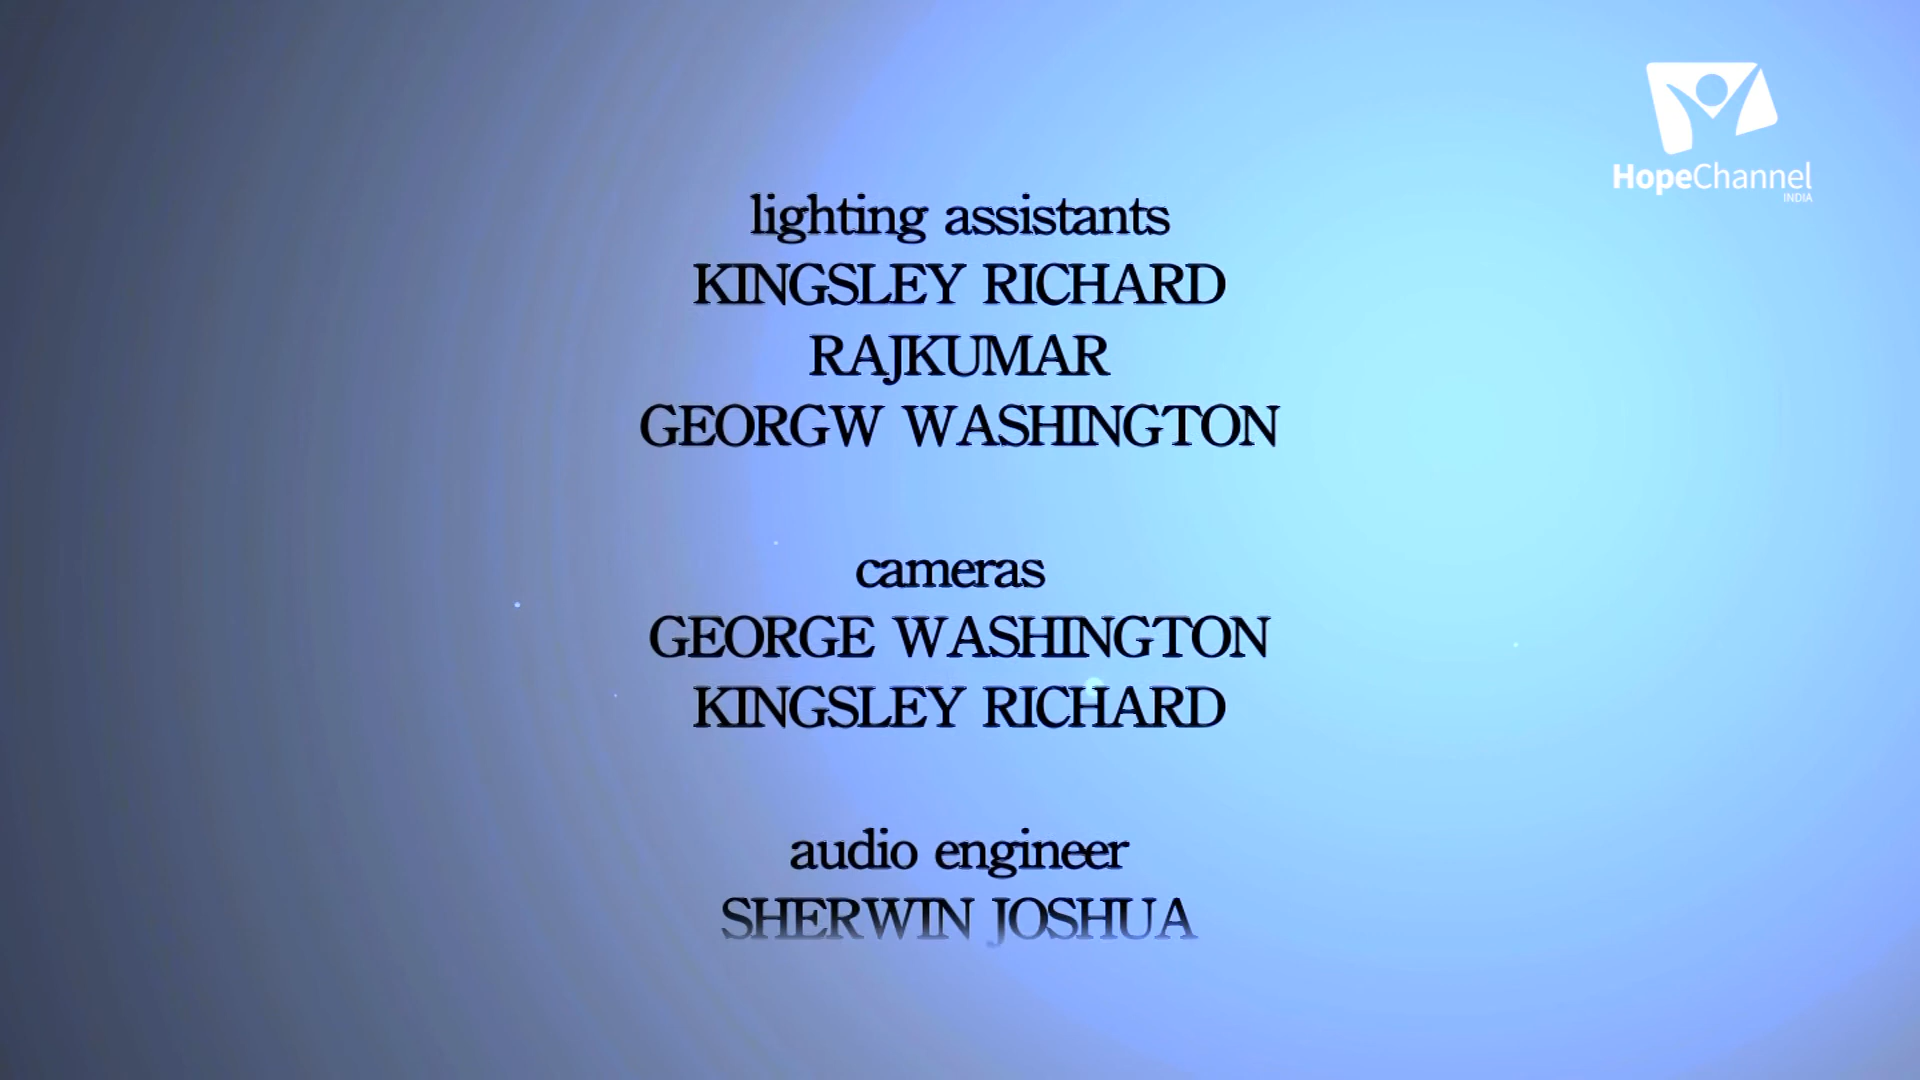 HopeChannel
INDIA
lighting assistants
KINGSLEY RICHARD
RAJKUMAR
GEORGW WASHINGTON
cameras
GEORGE WASHINGTON
KINGSLEY RICHARD
audio engineer
SHERWIN JOSHUA